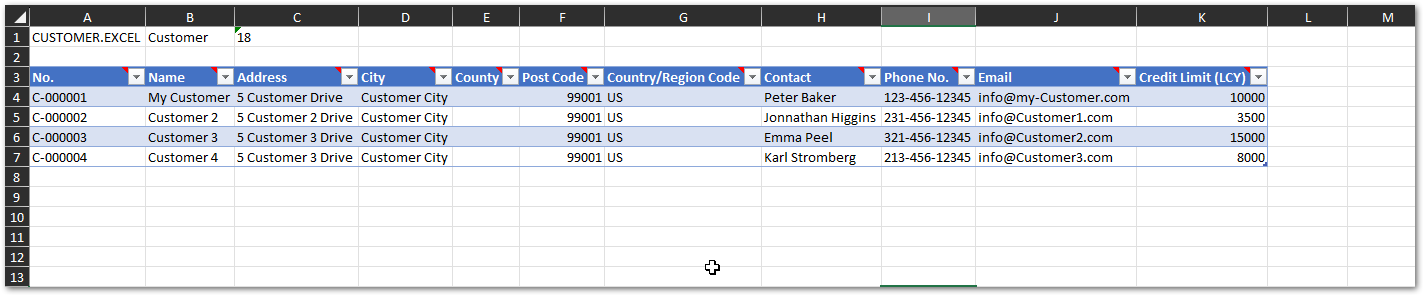 A B C D E F G H I J K L M
1 CUSTOMER.EXCEL Customer 18
2
3 No. Name Address City County Post Code Country/Region Code Contact Phone No. Email Credit Limit (LCY)
4 C-000001 My Customer 5 Customer Drive Customer City 99001 US Peter Baker 123-456-12345 info@my-Customer.com 10000
5 C-000002 Customer 2 5 Customer 2 Drive Customer City 99001 US Jonnathan Higgins 231-456-12345 info@Customer1.com 3500
6 C-000003 Customer 3 5 Customer 3 Drive Customer City 99001 US Emma Peel 321-456-12345 info@Customer2.com 15000
7 C-000004 Customer 4 5 Customer 3 Drive Customer City 99001 US Karl Stromberg 213-456-12345 info@Customer3.com 8000
8
9
10
11
12
13